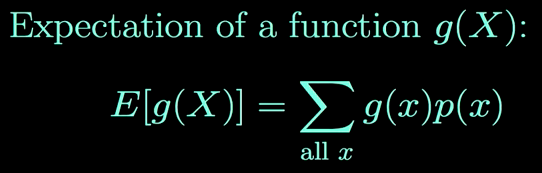 Expectation of a function g(X):
E[g(X)] = ∑ g(x)p(x)
all x